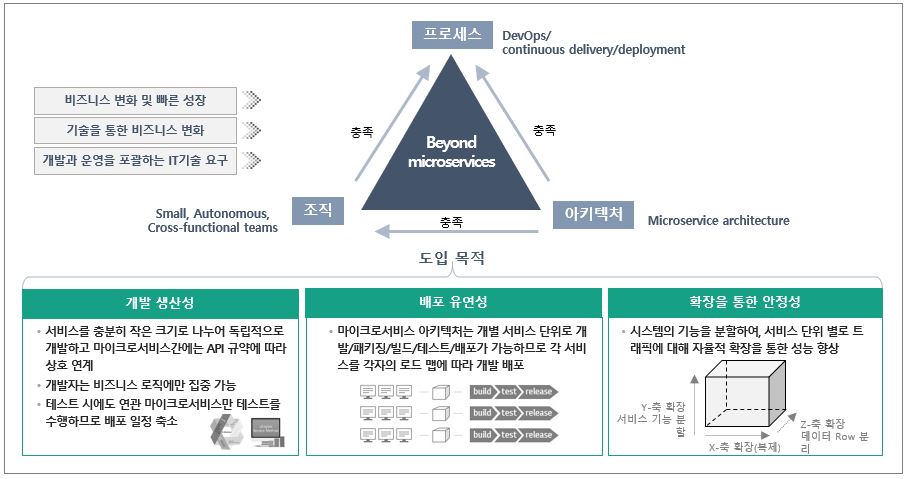 프로세스
DevOps/
continuous delivery/deployment
비즈니스 변화 및 빠른 성장
기술을 통한 비즈니스 변화
개발과 운영을 포괄하는 IT기술 요구
충족
충족
Beyond
microservices
조직
Small, Autonomous,
Cross-functional teams
충족
아키텍처
Microservice architecture
도입 목적
개발 생산성
• 서비스를 충분히 작은 크기로 나누어 독립적으로
개발하고 마이크로서비스간에는 API 규약에 따라
상호 연계
• 개발자는 비즈니스 로직에만 집중 가능
• 테스트 시에도 연관 마이크로서비스만 테스트를
수행하므로 배포 일정 축소
배포 유연성
• 마이크로서비스 아키텍처는 개별 서비스 단위로 개
발/패키징/빌드/테스트/배포가 가능하므로 각 서비
스를 각자의 로드 맵에 따라 개발 배포
build test release
build test release
build test release
확장을 통한 안정성
• 시스템의 기능을 분할하여, 서비스 단위 별로 트
래픽에 대해 자율적 확장을 통한 성능 향상
Y-축 확장
서비스 기능 분
할
X-축 확장(복제)
Z-축 확장
데이터 Row 분
리